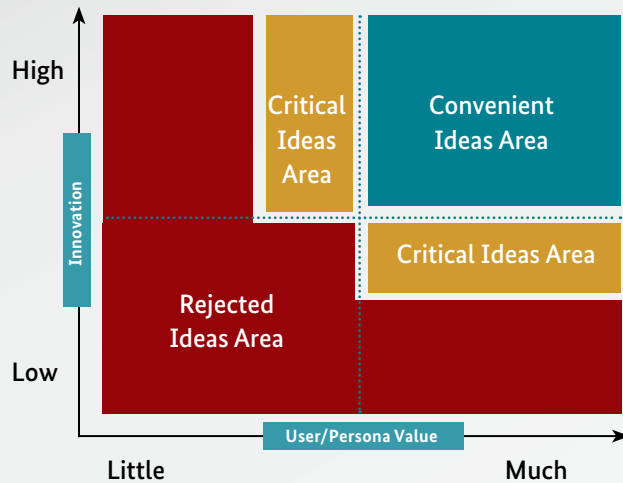 High
Critical
Ideas
Area
Convenient
Ideas Area
Innovation
Critical Ideas Area
Rejected
Ideas Area
Low
User/Persona Value
Little
Much